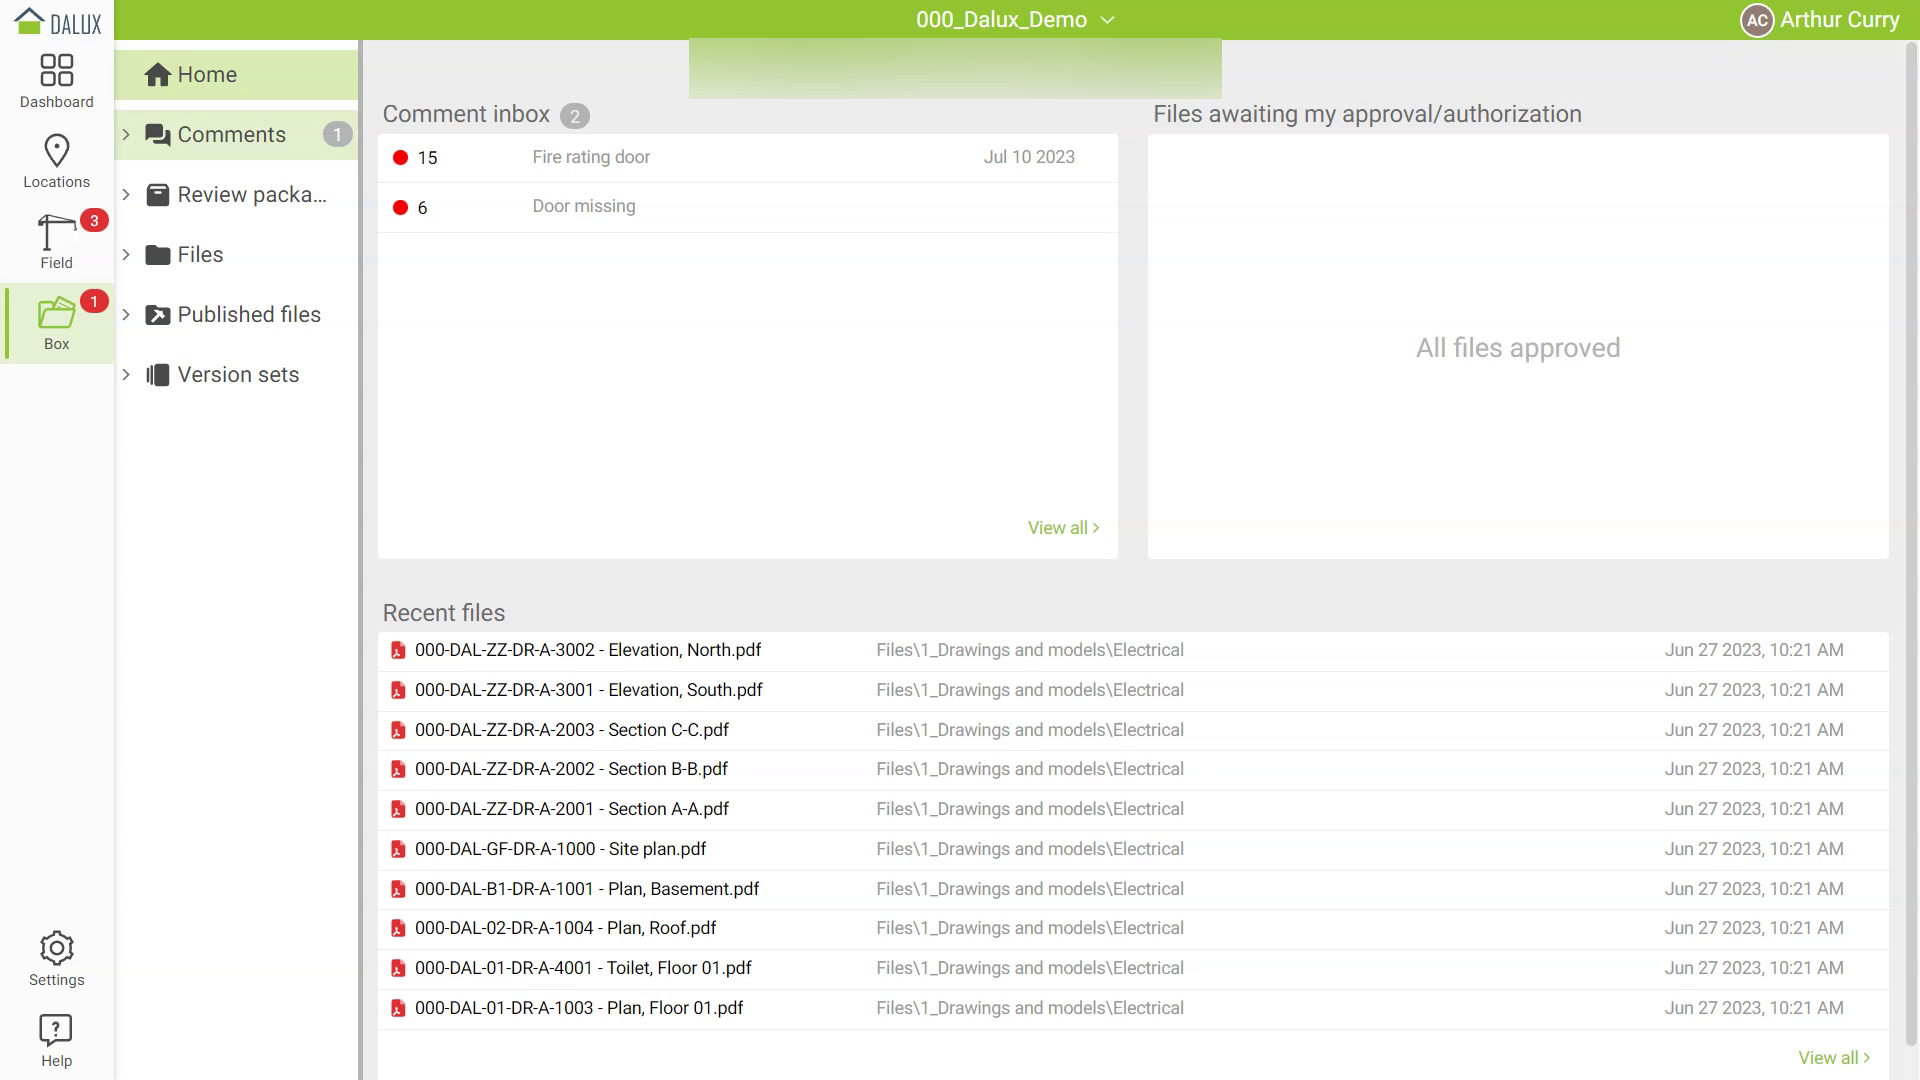 DALUX
000_Dalux_Demo
AC Arthur Curry
Dashboard
Locations
3
Field
1
Box
Settings
?
Help
Home
Comments 1
Review packa...
Files
Published files
Version sets
Comment inbox 2
15 Fire rating door Jul 10 2023
6 Door missing
View all >
Files awaiting my approval/authorization
All files approved
Recent files
000-DAL-ZZ-DR-A-3002 - Elevation, North.pdf Files\1_Drawings and models\Electrical Jun 27 2023, 10:21 AM
000-DAL-ZZ-DR-A-3001 - Elevation, South.pdf Files\1_Drawings and models\Electrical Jun 27 2023, 10:21 AM
000-DAL-ZZ-DR-A-2003 - Section C-C.pdf Files\1_Drawings and models\Electrical Jun 27 2023, 10:21 AM
000-DAL-ZZ-DR-A-2002 - Section B-B.pdf Files\1_Drawings and models\Electrical Jun 27 2023, 10:21 AM
000-DAL-ZZ-DR-A-2001 - Section A-A.pdf Files\1_Drawings and models\Electrical Jun 27 2023, 10:21 AM
000-DAL-GF-DR-A-1000 - Site plan.pdf Files\1_Drawings and models\Electrical Jun 27 2023, 10:21 AM
000-DAL-B1-DR-A-1001 - Plan, Basement.pdf Files\1_Drawings and models\Electrical Jun 27 2023, 10:21 AM
000-DAL-02-DR-A-1004 - Plan, Roof.pdf Files\1_Drawings and models\Electrical Jun 27 2023, 10:21 AM
000-DAL-01-DR-A-4001 - Toilet, Floor 01.pdf Files\1_Drawings and models\Electrical Jun 27 2023, 10:21 AM
000-DAL-01-DR-A-1003 - Plan, Floor 01.pdf Files\1_Drawings and models\Electrical Jun 27 2023, 10:21 AM
View all >